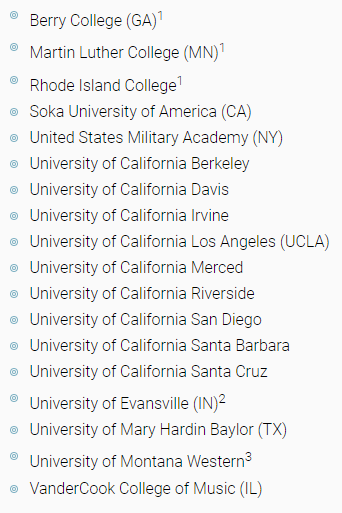 Berry College (GA)1
Martin Luther College (MN)1
Rhode Island College1
Soka University of America (CA)
United States Military Academy (NY)
University of California Berkeley
University of California Davis
University of California Irvine
University of California Los Angeles (UCLA)
University of California Merced
University of California Riverside
University of California San Diego
University of California Santa Barbara
University of California Santa Cruz
University of Evansville (IN)2
University of Mary Hardin Baylor (TX)
University of Montana Western3
VanderCook College of Music (IL)